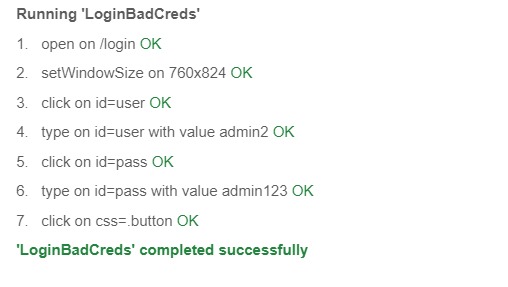 Running 'LoginBadCreds'
1. open on /login OK
2. setWindowSize on 760x824 OK
3. click on id=user OK
4. type on id=user with value admin2 OK
5. click on id=pass OK
6. type on id=pass with value admin123 OK
7. click on css=.button OK
'LoginBadCreds' completed successfully